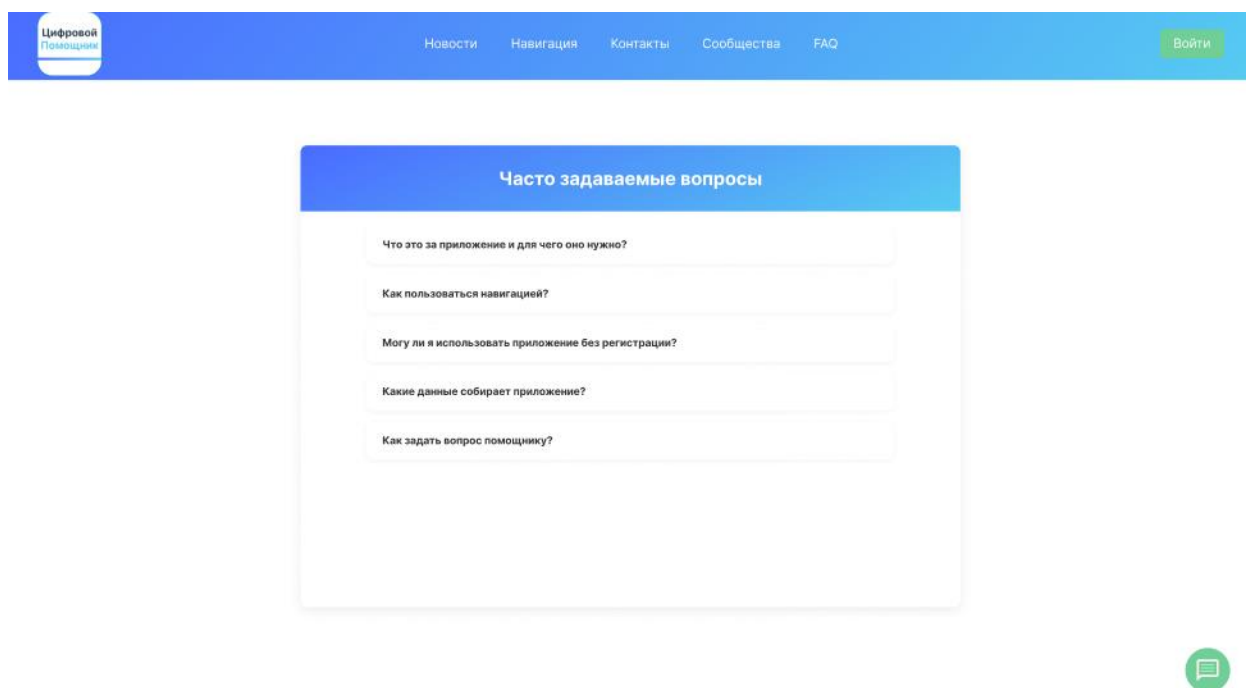 Цифровой
Помощник
Новости Навигация Контакты Сообщества FAQ Войти
Часто задаваемые вопросы
Что это за приложение и для чего оно нужно?
Как пользоваться навигацией?
Могу ли я использовать приложение без регистрации?
Какие данные собирает приложение?
Как задать вопрос помощнику?